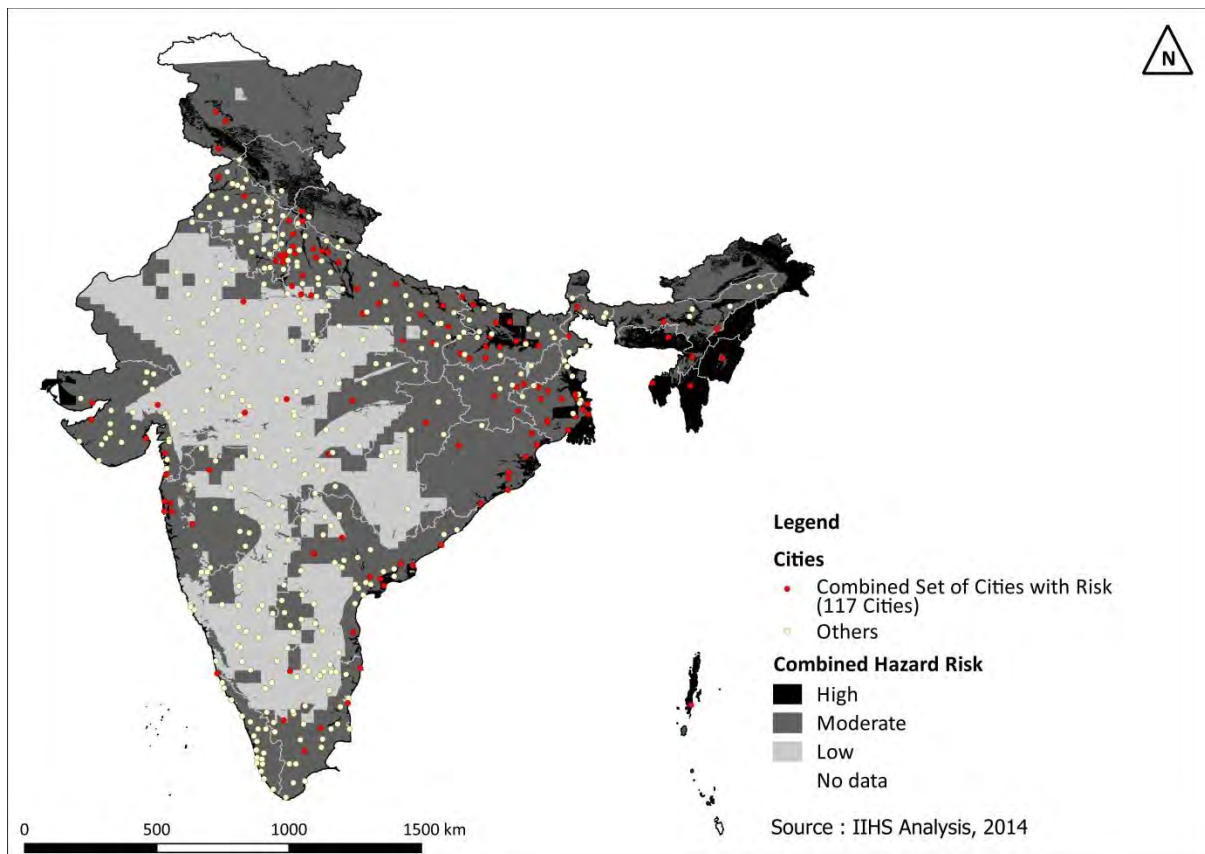 N
Legend
Cities
Combined Set of Cities with Risk
(117 Cities)
Others
Combined Hazard Risk
High
Moderate
Low
No data
0 500 1000 1500 km
Source : IIHS Analysis, 2014